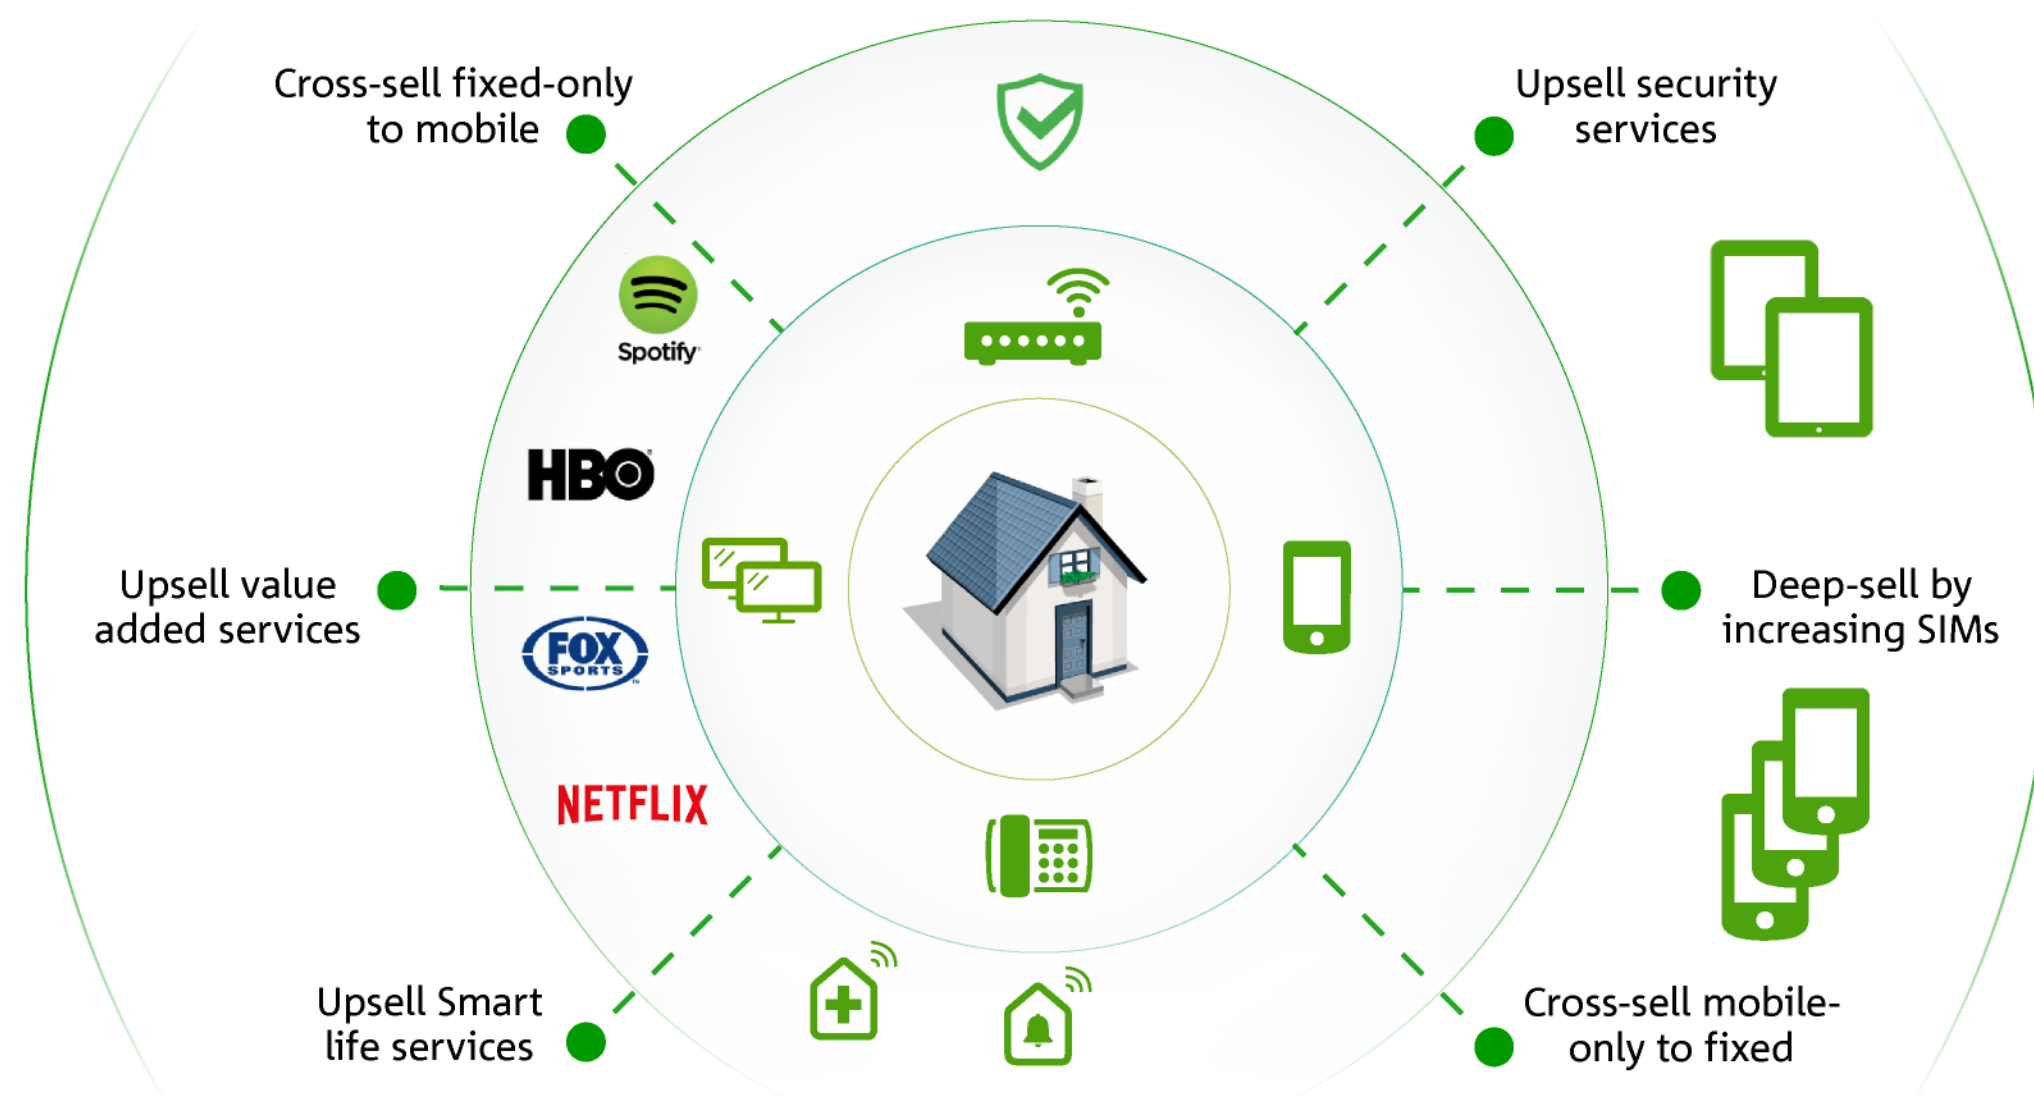 Cross-sell fixed-only
to mobile
Upsell security
services
Spotify
HBO
Upsell value
added services
FOX
SPORTS
Deep-sell by
increasing SIMs
NETFLIX
Upsell Smart
life services
Cross-sell mobile-
only to fixed